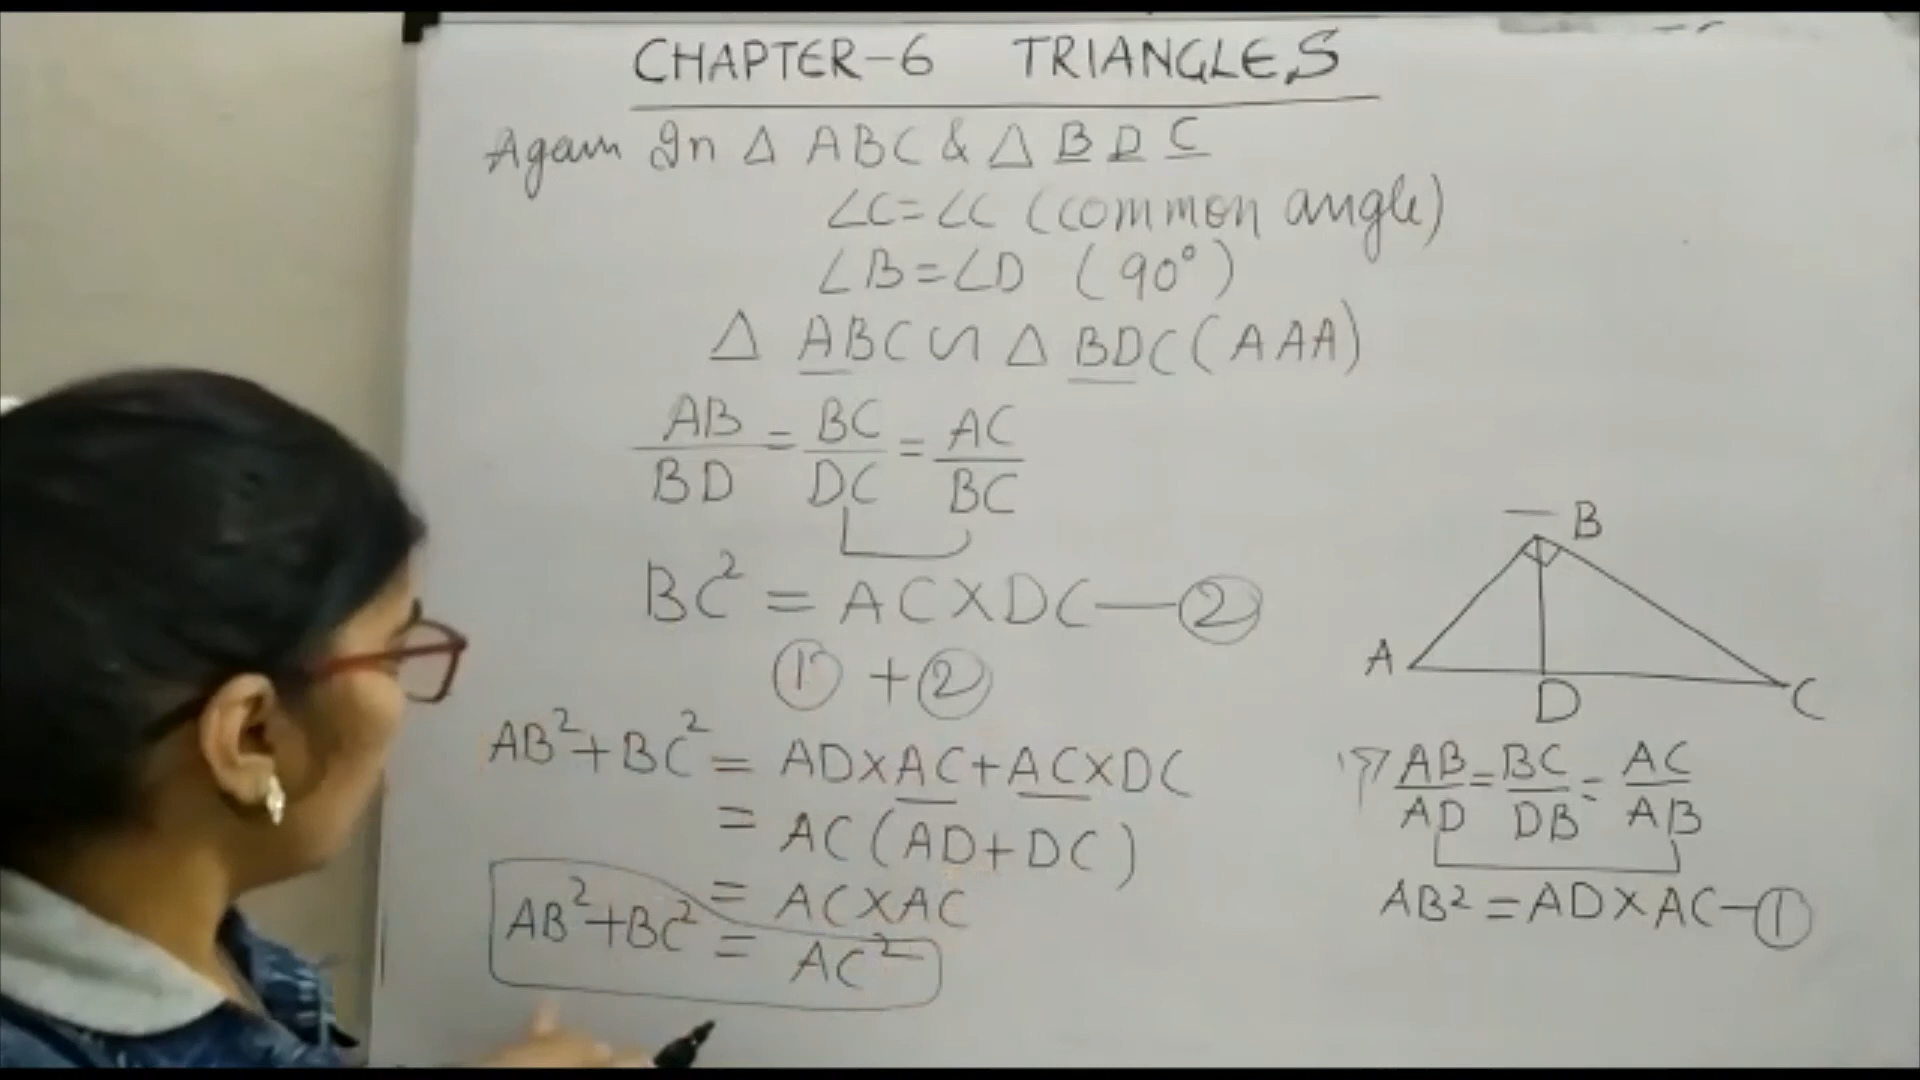 CHAPTER-6 TRIANGLES
Again In Δ ABC & Δ BDC
∠C=∠C (common angle)
∠B=∠D (90°)
Δ ABC ∽ Δ BDC (AAA)
AB/BD = BC/DC = AC/BC
BC² = AC×DC — ②
① + ②
AB²+BC² = AD×AC+AC×DC
= AC(AD+DC)
= AC×AC
AB²+BC² = AC²
B
A
D
C
AB/AD = BC/DB = AC/AB
AB² = AD×AC — ①